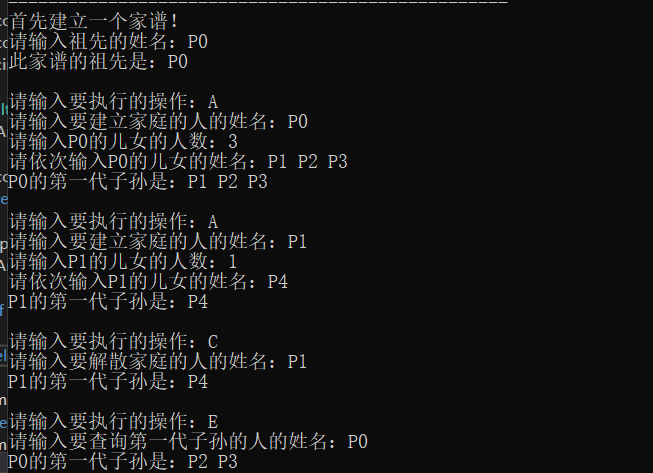 首先建立一个家谱！
请输入祖先的姓名：P0
此家谱的祖先是：P0
请输入要执行的操作：A
请输入要建立家庭的人的姓名：P0
请输入P0的儿女的人数：3
请依次输入P0的儿女的姓名：P1 P2 P3
P0的第一代子孙是：P1 P2 P3
请输入要执行的操作：A
请输入要建立家庭的人的姓名：P1
请输入P1的儿女的人数：1
请依次输入P1的儿女的姓名：P4
P1的第一代子孙是：P4
请输入要执行的操作：C
请输入要解散家庭的人的姓名：P1
P1的第一代子孙是：P4
请输入要执行的操作：E
请输入要查询第一代子孙的人的姓名：P0
P0的第一代子孙是：P2 P3